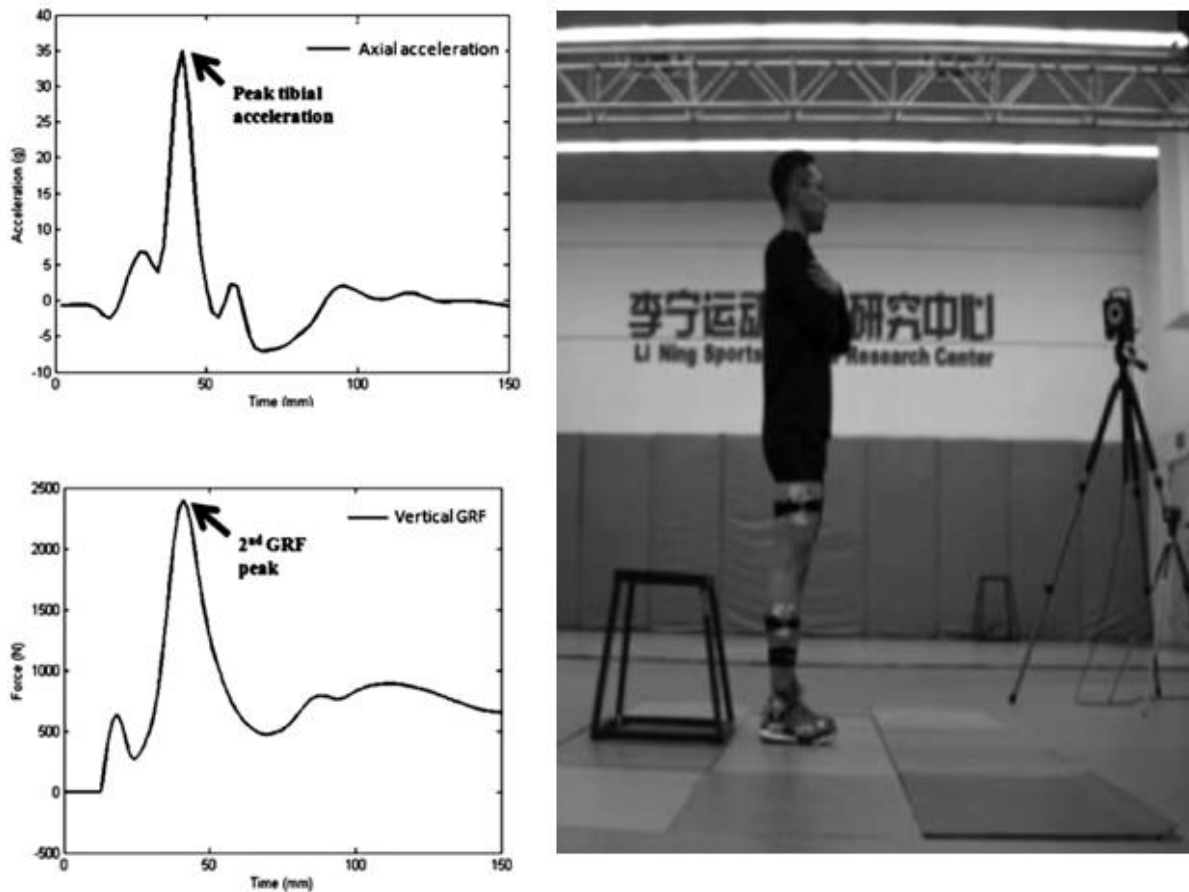 40
35
30
25
20
15
10
5
0
-5
-10
Acceleration (g)
Axial acceleration
Peak tibial
acceleration
0 50 100 150
Time (mm)
2500
2000
1500
1000
500
0
-500
Force (N)
Vertical GRF
2nd GRF
peak
0 50 100 150
Time (mm)
李宁运动 研究中心
Li Ning Sports Research Center